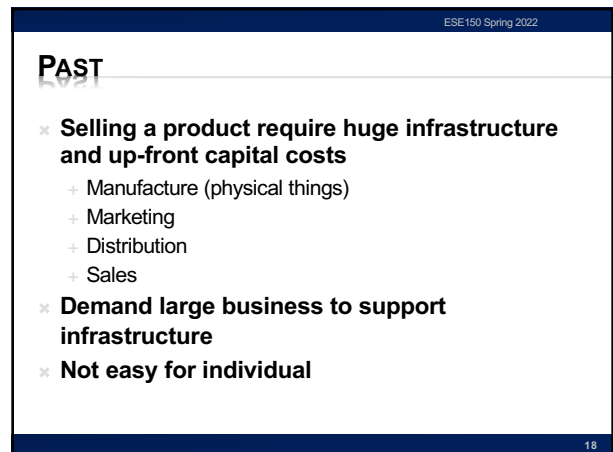 ESE150 Spring 2022
PAST
× Selling a product require huge infrastructure
and up-front capital costs
+ Manufacture (physical things)
+ Marketing
+ Distribution
+ Sales
× Demand large business to support
infrastructure
× Not easy for individual
18